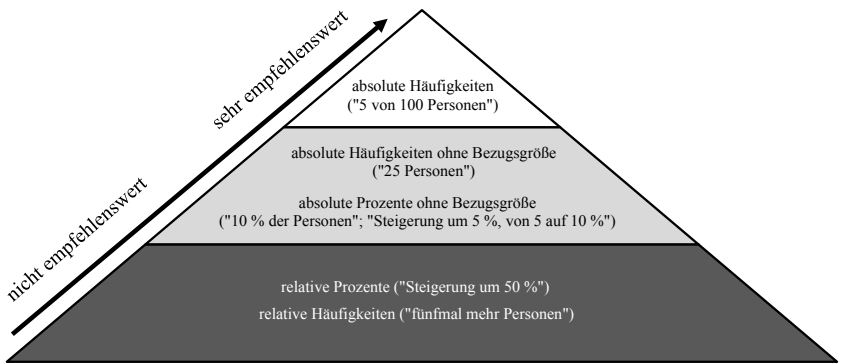 sehr empfehlenswert
nicht empfehlenswert
absolute Häufigkeiten
("5 von 100 Personen")
absolute Häufigkeiten ohne Bezugsgröße
("25 Personen")
absolute Prozente ohne Bezugsgröße
("10 % der Personen"; "Steigerung um 5 %, von 5 auf 10 %")
relative Prozente ("Steigerung um 50 %")
relative Häufigkeiten ("fünfmal mehr Personen")